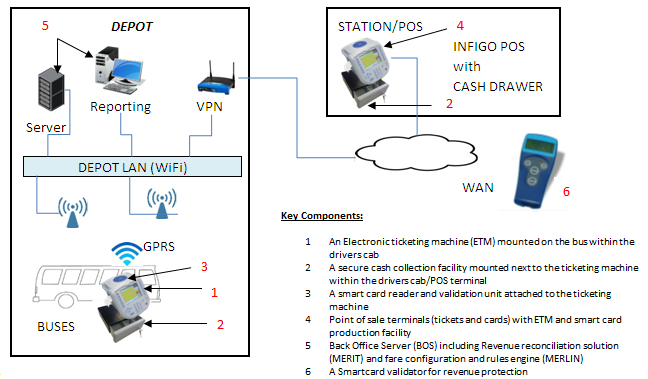 5
DEPOT
Server
Reporting
VPN
DEPOT LAN (WiFi)
GPRS
3
1
2
BUSES
STATION/POS
4
INFIGO POS
with
CASH DRAWER
2
WAN
6
Key Components:
1 An Electronic ticketing machine (ETM) mounted on the bus within the
drivers cab
2 A secure cash collection facility mounted next to the ticketing machine
within the drivers cab/POS terminal
3 A smart card reader and validation unit attached to the ticketing
machine
4 Point of sale terminals (tickets and cards) with ETM and smart card
production facility
5 Back Office Server (BOS) including Revenue reconciliation solution
(MERIT) and fare configuration and rules engine (MERLIN)
6 A Smartcard validator for revenue protection